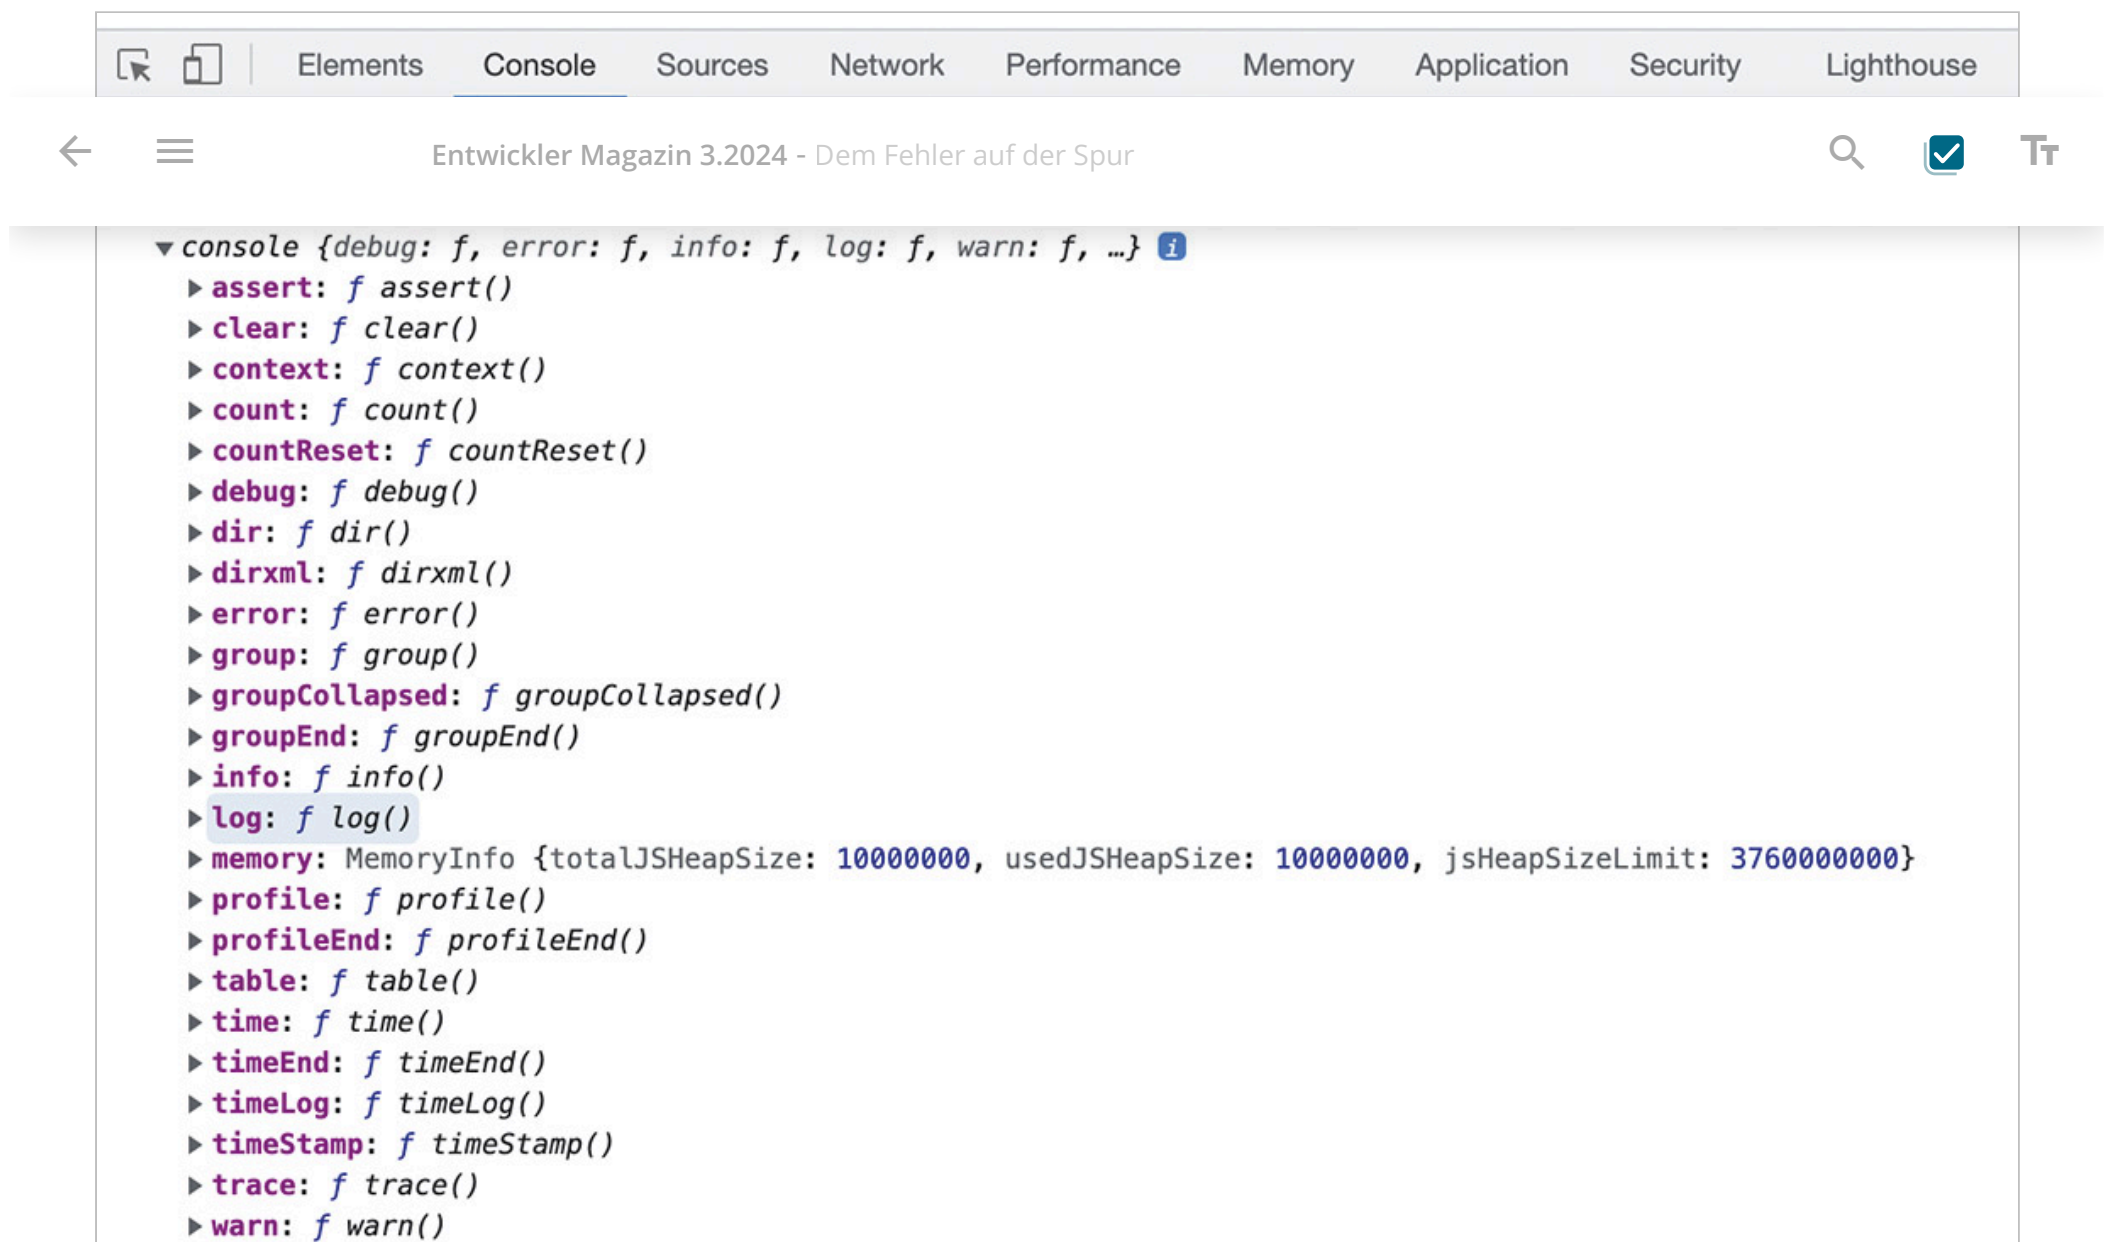 Elements Console Sources Network Performance Memory Application Security Lighthouse
Entwickler Magazin 3.2024 - Dem Fehler auf der Spur
▼console {debug: ƒ, error: ƒ, info: ƒ, log: ƒ, warn: ƒ, …} i
▶assert: ƒ assert()
▶clear: ƒ clear()
▶context: ƒ context()
▶count: ƒ count()
▶countReset: ƒ countReset()
▶debug: ƒ debug()
▶dir: ƒ dir()
▶dirxml: ƒ dirxml()
▶error: ƒ error()
▶group: ƒ group()
▶groupCollapsed: ƒ groupCollapsed()
▶groupEnd: ƒ groupEnd()
▶info: ƒ info()
▶log: ƒ log()
▶memory: MemoryInfo {totalJSHeapSize: 10000000, usedJSHeapSize: 10000000, jsHeapSizeLimit: 3760000000}
▶profile: ƒ profile()
▶profileEnd: ƒ profileEnd()
▶table: ƒ table()
▶time: ƒ time()
▶timeEnd: ƒ timeEnd()
▶timeLog: ƒ timeLog()
▶timeStamp: ƒ timeStamp()
▶trace: ƒ trace()
▶warn: ƒ warn()